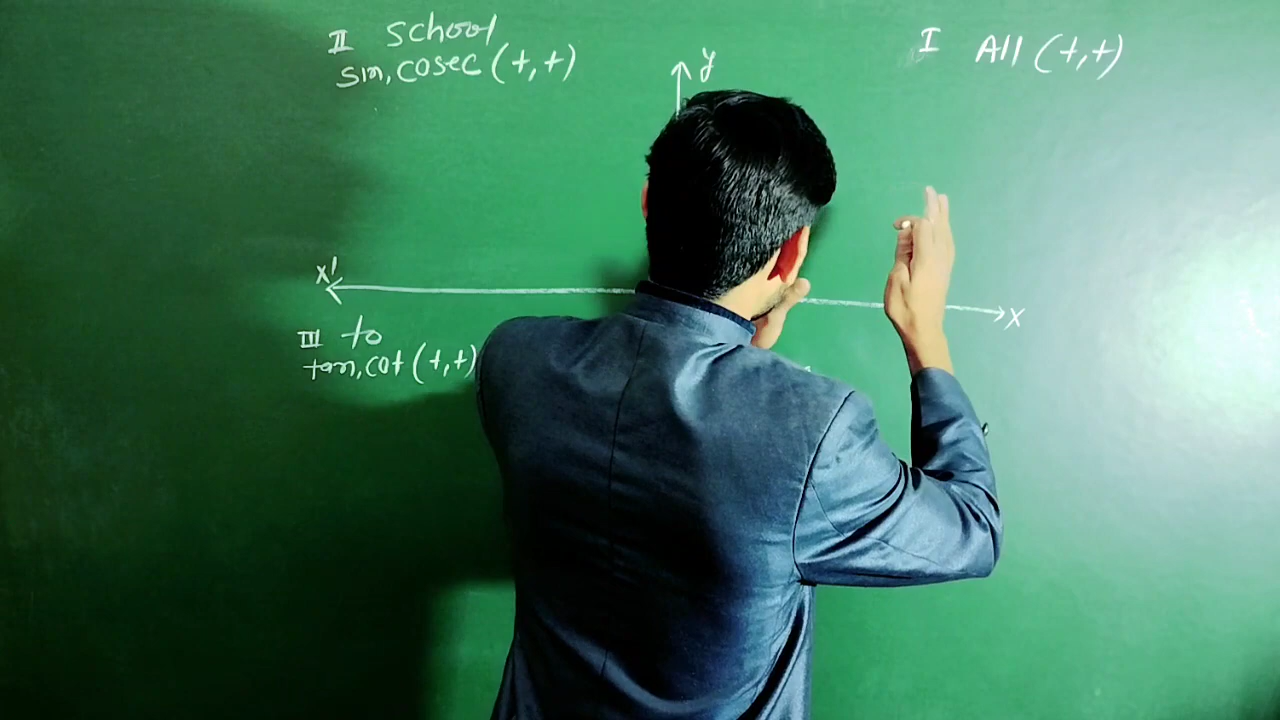 II School
sin, cosec (+,+)
y
I All (+,+)
x'
x
III to
tan, cot (+,+)